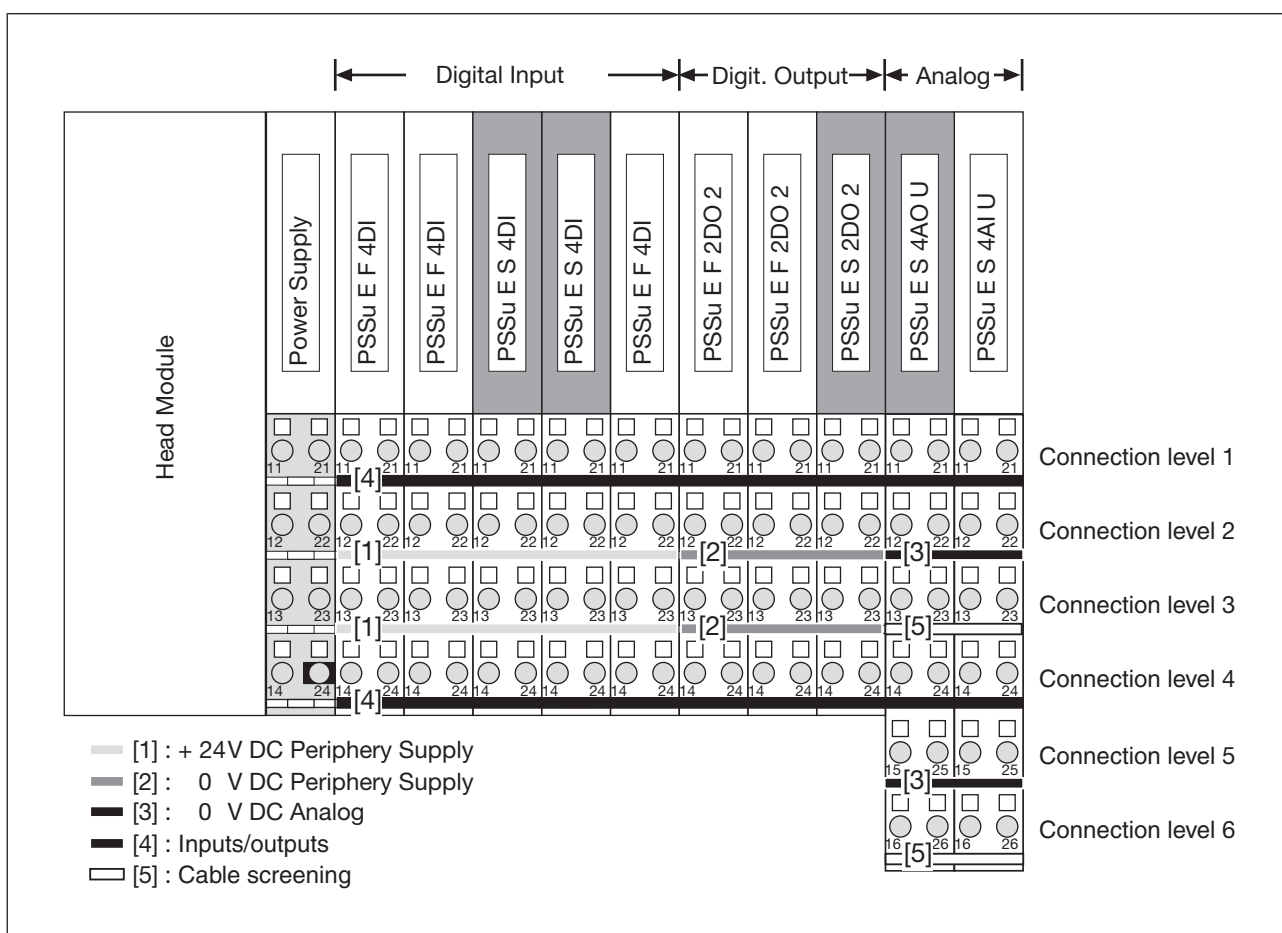 Digital Input
Digit. Output
Analog
Head Module
Power Supply
PSSu E F 4DI
PSSu E F 4DI
PSSu E S 4DI
PSSu E S 4DI
PSSu E F 4DI
PSSu E F 2DO 2
PSSu E F 2DO 2
PSSu E S 2DO 2
PSSu E S 4AO U
PSSu E S 4AI U
11 21 11 21 11 21 11 21 11 21 11 21 11 21 11 21 11 21 11 21 11 21
Connection level 1
[4]
12 22 12 22 12 22 12 22 12 22 12 22 12 22 12 22 12 22 12 22 12 22
Connection level 2
[1] [2] [3]
13 23 13 23 13 23 13 23 13 23 13 23 13 23 13 23 13 23 13 23 13 23
Connection level 3
[1] [2] [5]
14 24 14 24 14 24 14 24 14 24 14 24 14 24 14 24 14 24 14 24 14 24
Connection level 4
[4]
15 25 15 25
Connection level 5
[3]
16 26 16 26
Connection level 6
[5]
[1] : + 24V DC Periphery Supply
[2] : 0 V DC Periphery Supply
[3] : 0 V DC Analog
[4] : Inputs/outputs
[5] : Cable screening